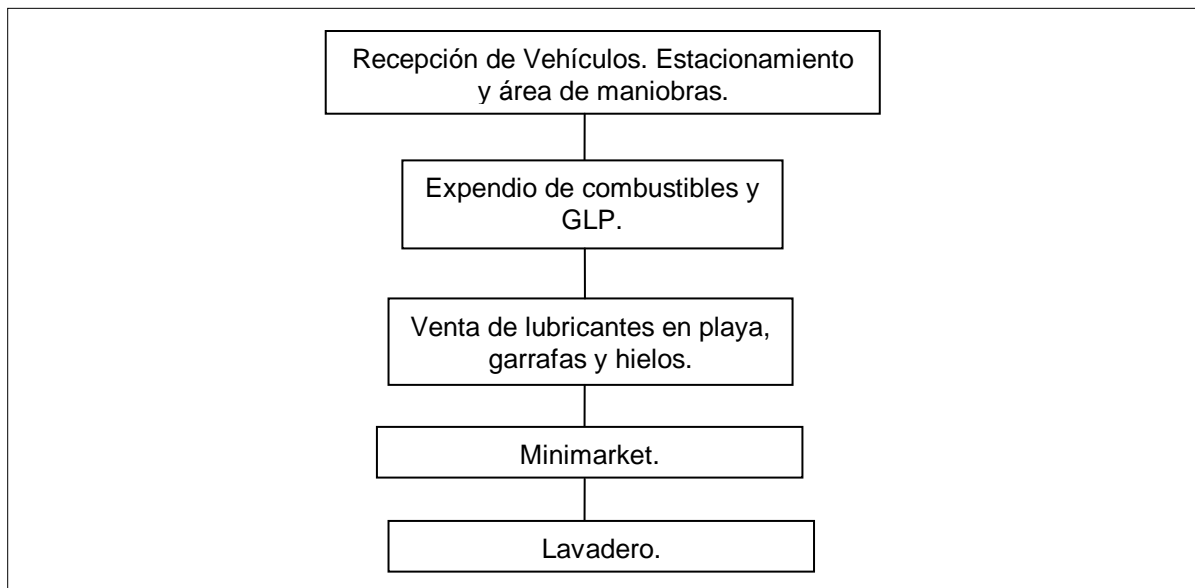 Recepción de Vehículos. Estacionamiento
y área de maniobras.
Expendio de combustibles y
GLP.
Venta de lubricantes en playa,
garrafas y hielos.
Minimarket.
Lavadero.